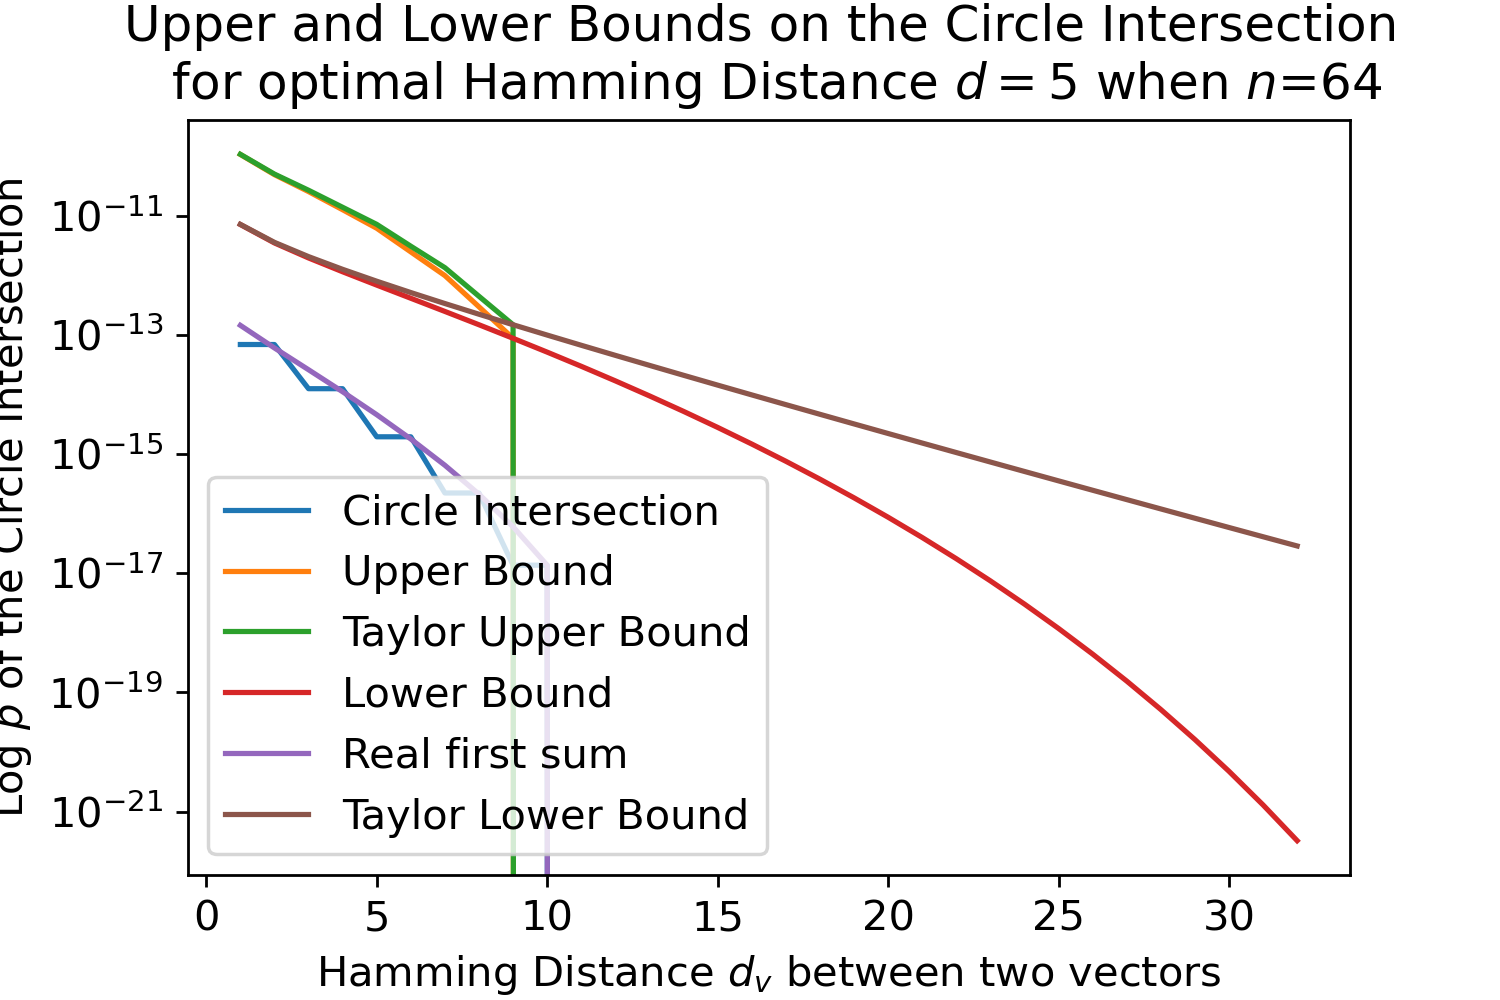 Upper and Lower Bounds on the Circle Intersection
for optimal Hamming Distance d = 5 when n=64
Log p of the Circle Intersection
10⁻¹¹
10⁻¹³
10⁻¹⁵
10⁻¹⁷
10⁻¹⁹
10⁻²¹
Circle Intersection
Upper Bound
Taylor Upper Bound
Lower Bound
Real first sum
Taylor Lower Bound
0 5 10 15 20 25 30
Hamming Distance dᵥ between two vectors